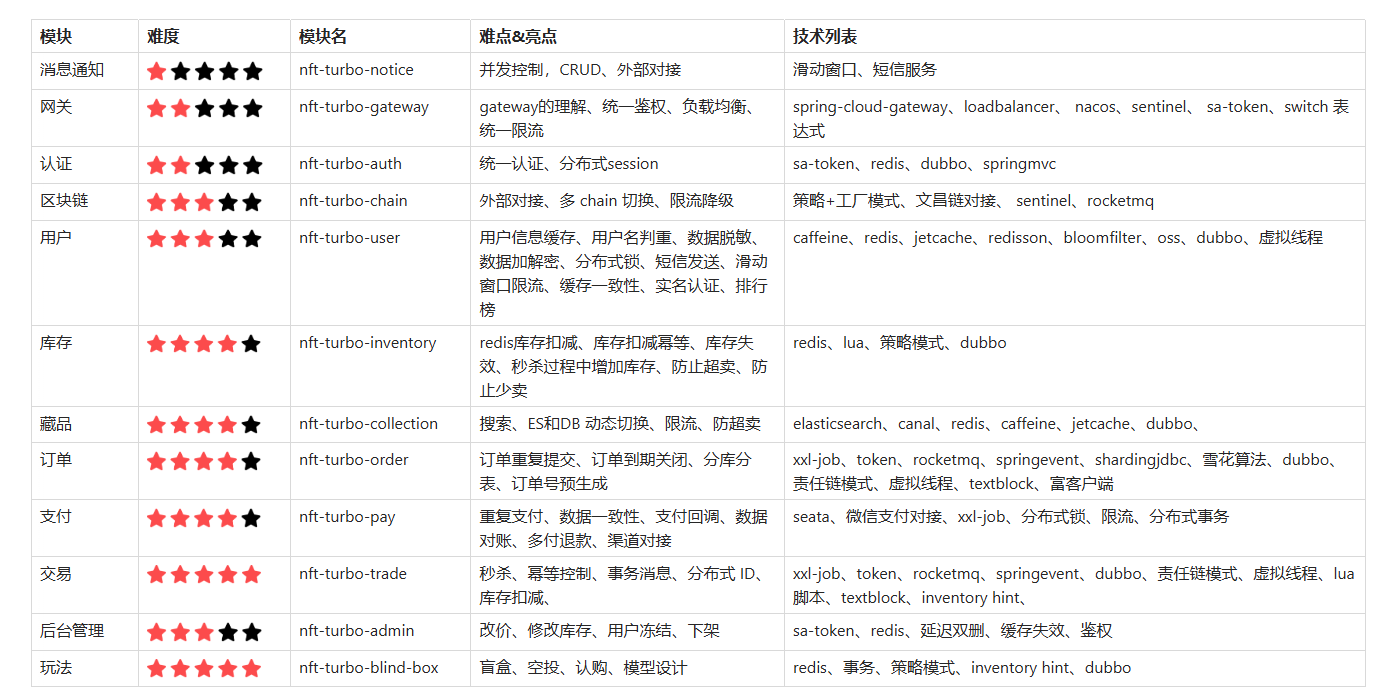 模块 难度 模块名 难点&亮点 技术列表
消息通知 nft-turbo-notice 并发控制，CRUD、外部对接 滑动窗口、短信服务
网关 nft-turbo-gateway gateway的理解、统一鉴权、负载均衡、 spring-cloud-gateway、loadbalancer、 nacos、sentinel、 sa-token、switch 表
统一限流 达式
认证 nft-turbo-auth 统一认证、分布式session sa-token、redis、dubbo、springmvc
区块链 nft-turbo-chain 外部对接、多 chain 切换、限流降级 策略+工厂模式、文昌链对接、 sentinel、rocketmq
用户 nft-turbo-user 用户信息缓存、用户名判重、数据脱敏、 caffeine、redis、jetcache、redisson、bloomfilter、oss、dubbo、虚拟线程
数据加解密、分布式锁、短信发送、滑动
窗口限流、缓存一致性、实名认证、排行
榜
库存 nft-turbo-inventory redis库存扣减、库存扣减幂等、库存失 redis、lua、策略模式、dubbo
效、秒杀过程中增加库存、防止超卖、防
止少卖
藏品 nft-turbo-collection 搜索、ES和DB 动态切换、限流、防超卖 elasticsearch、canal、redis、caffeine、jetcache、dubbo、
订单 nft-turbo-order 订单重复提交、订单到期关闭、分库分 xxl-job、token、rocketmq、springevent、shardingjdbc、雪花算法、dubbo、
表、订单号预生成 责任链模式、虚拟线程、textblock、富客户端
支付 nft-turbo-pay 重复支付、数据一致性、支付回调、数据 seata、微信支付对接、xxl-job、分布式锁、限流、分布式事务
对账、多付退款、渠道对接
交易 nft-turbo-trade 秒杀、幂等控制、事务消息、分布式 ID、 xxl-job、token、rocketmq、springevent、dubbo、责任链模式、虚拟线程、lua
库存扣减、 脚本、textblock、inventory hint、
后台管理 nft-turbo-admin 改价、修改库存、用户冻结、下架 sa-token、redis、延迟双删、缓存失效、鉴权
玩法 nft-turbo-blind-box 盲盒、空投、认购、模型设计 redis、事务、策略模式、inventory hint、dubbo